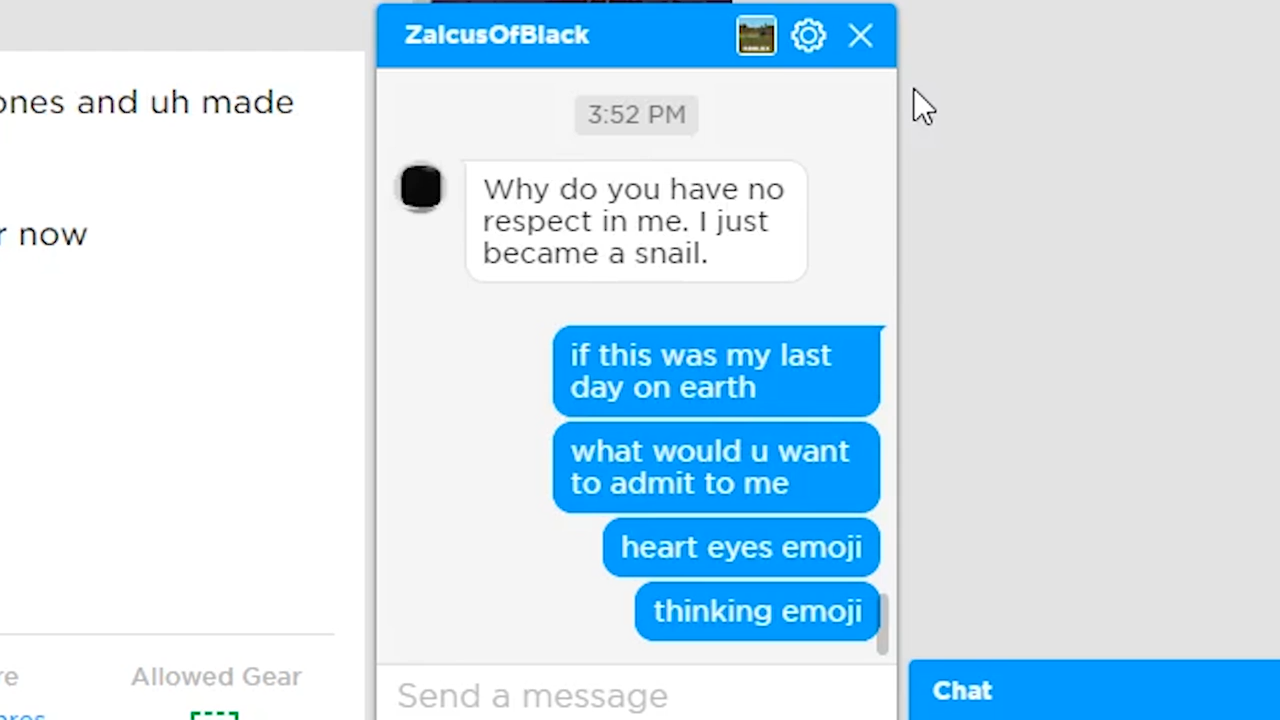 ZalcusOfBlack
ones and uh made
3:52 PM
Why do you have no
respect in me. I just
became a snail.
r now
if this was my last
day on earth
what would u want
to admit to me
heart eyes emoji
thinking emoji
re
Allowed Gear
Send a message
Chat